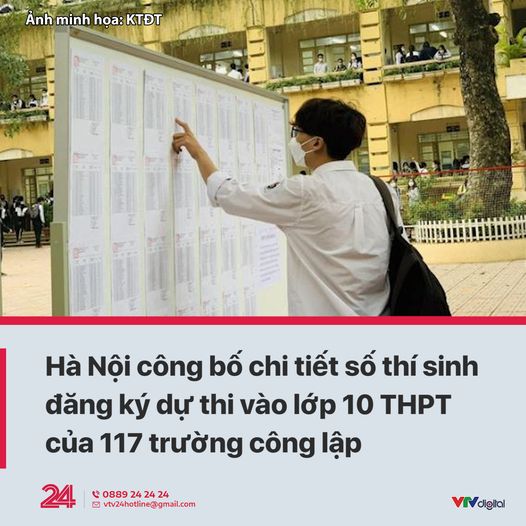 Ảnh minh họa: KTĐT
Hà Nội công bố chi tiết số thí sinh
đăng ký dự thi vào lớp 10 THPT
của 117 trường công lập
24
0889 24 24 24
vtv24hotline@gmail.com
VTVdigital